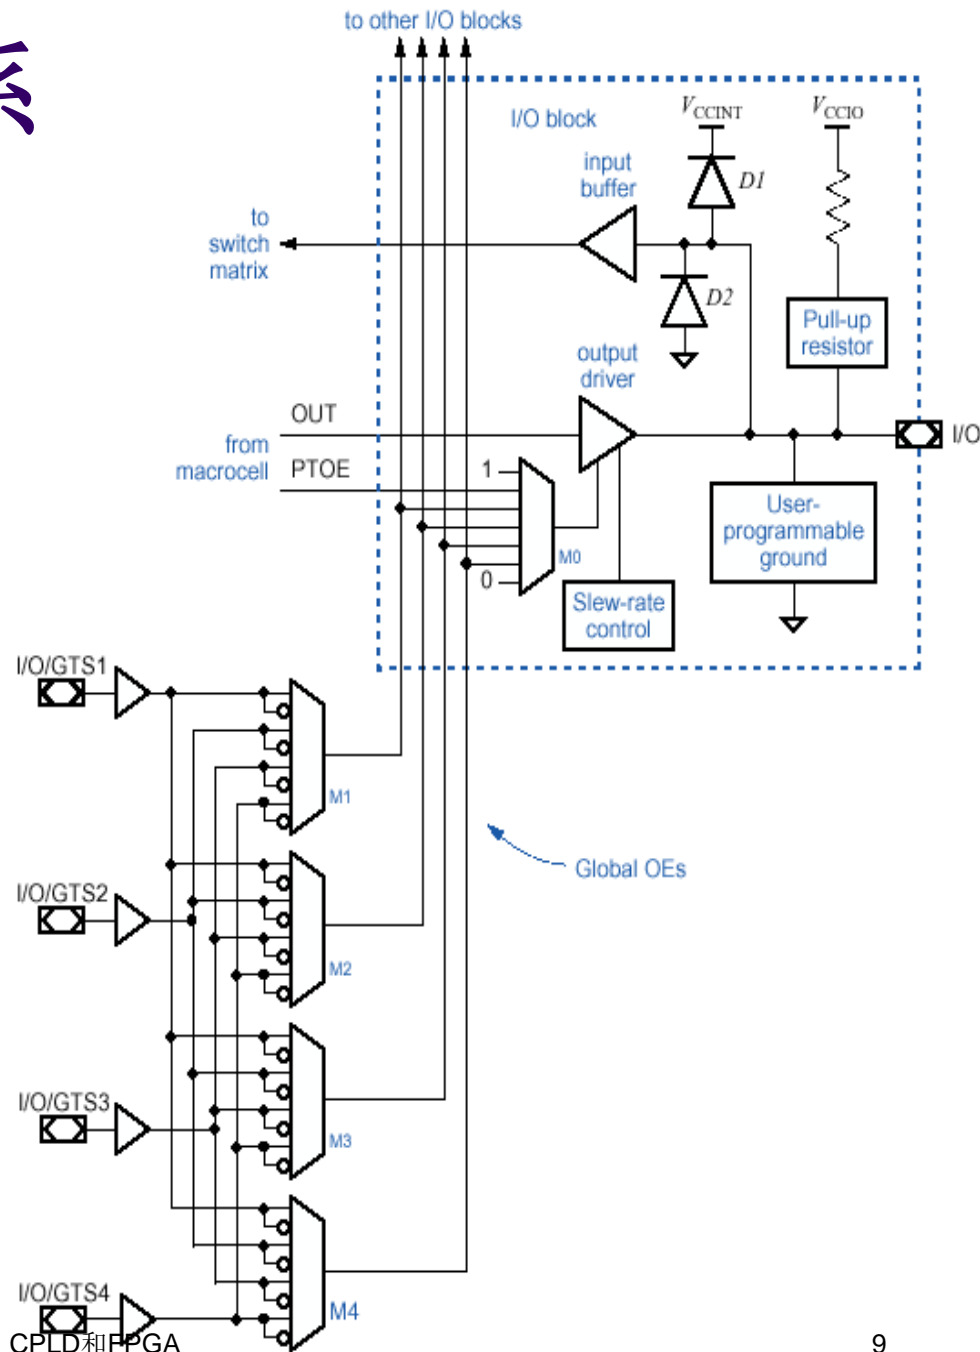 to other I/O blocks
I/O block
VCCINT
VCCIO
input
buffer
D1
to
switch
matrix
D2
Pull-up
resistor
output
driver
OUT
I/O
from
macrocell
PTOE
1
User-
programmable
ground
M0
0
Slew-rate
control
I/O/GTS1
M1
Global OEs
I/O/GTS2
M2
I/O/GTS3
M3
I/O/GTS4
M4
CPLD和FPGA
9